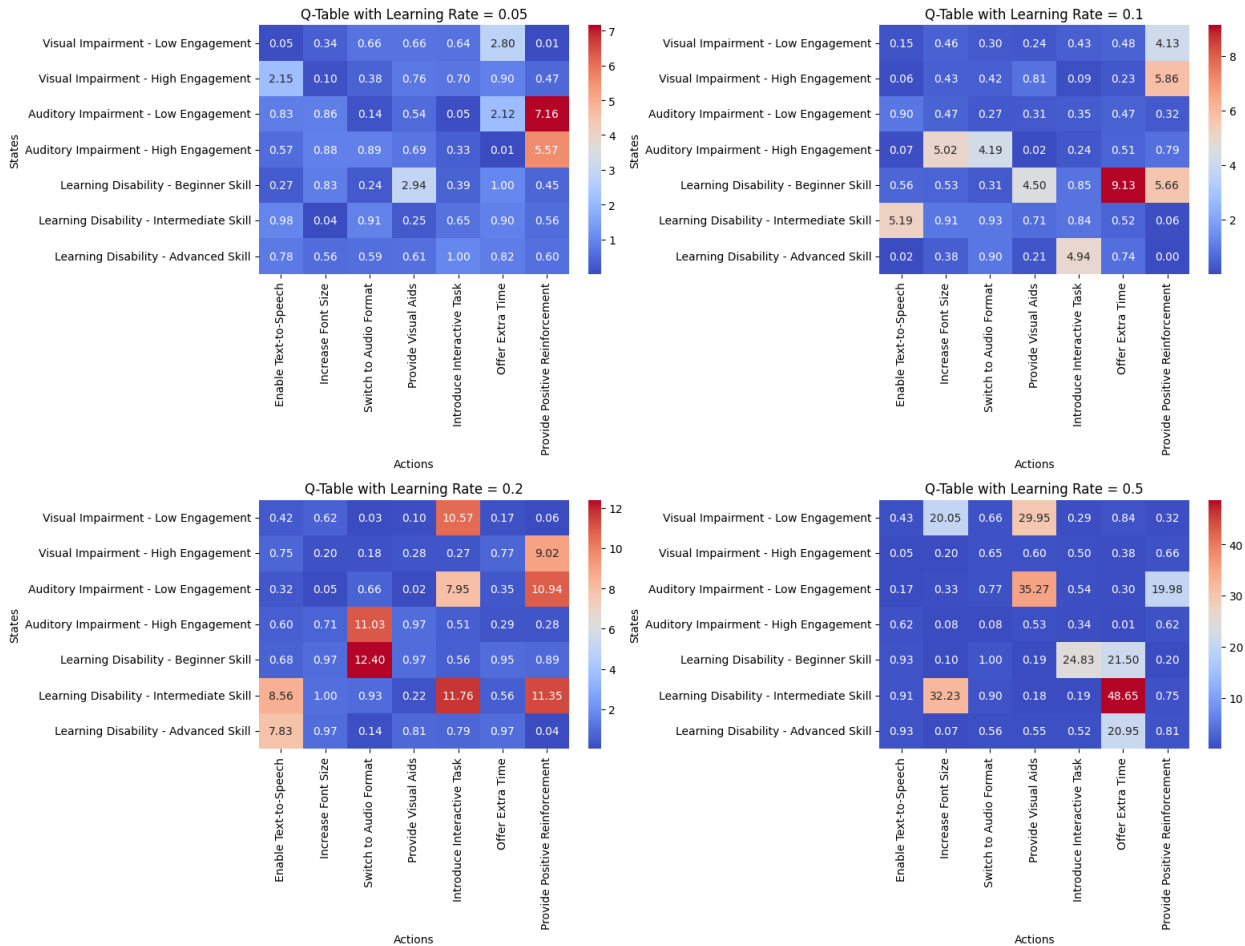 Q-Table with Learning Rate = 0.05
States
Visual Impairment - Low Engagement 0.05 0.34 0.66 0.66 0.64 2.80 0.01
Visual Impairment - High Engagement 2.15 0.10 0.38 0.76 0.70 0.90 0.47
Auditory Impairment - Low Engagement 0.83 0.86 0.14 0.54 0.05 2.12 7.16
Auditory Impairment - High Engagement 0.57 0.88 0.89 0.69 0.33 0.01 5.57
Learning Disability - Beginner Skill 0.27 0.83 0.24 2.94 0.39 1.00 0.45
Learning Disability - Intermediate Skill 0.98 0.04 0.91 0.25 0.65 0.90 0.56
Learning Disability - Advanced Skill 0.78 0.56 0.59 0.61 1.00 0.82 0.60
7
6
5
4
3
2
1
Enable Text-to-Speech
Increase Font Size
Switch to Audio Format
Provide Visual Aids
Introduce Interactive Task
Offer Extra Time
Provide Positive Reinforcement
Actions
Q-Table with Learning Rate = 0.1
States
Visual Impairment - Low Engagement 0.15 0.46 0.30 0.24 0.43 0.48 4.13
Visual Impairment - High Engagement 0.06 0.43 0.42 0.81 0.09 0.23 5.86
Auditory Impairment - Low Engagement 0.90 0.47 0.27 0.31 0.35 0.47 0.32
Auditory Impairment - High Engagement 0.07 5.02 4.19 0.02 0.24 0.51 0.79
Learning Disability - Beginner Skill 0.56 0.53 0.31 4.50 0.85 9.13 5.66
Learning Disability - Intermediate Skill 5.19 0.91 0.93 0.71 0.84 0.52 0.06
Learning Disability - Advanced Skill 0.02 0.38 0.90 0.21 4.94 0.74 0.00
8
6
4
2
Enable Text-to-Speech
Increase Font Size
Switch to Audio Format
Provide Visual Aids
Introduce Interactive Task
Offer Extra Time
Provide Positive Reinforcement
Actions
Q-Table with Learning Rate = 0.2
States
Visual Impairment - Low Engagement 0.42 0.62 0.03 0.10 10.57 0.17 0.06
Visual Impairment - High Engagement 0.75 0.20 0.18 0.28 0.27 0.77 9.02
Auditory Impairment - Low Engagement 0.32 0.05 0.66 0.02 7.95 0.35 10.94
Auditory Impairment - High Engagement 0.60 0.71 11.03 0.97 0.51 0.29 0.28
Learning Disability - Beginner Skill 0.68 0.97 12.40 0.97 0.56 0.95 0.89
Learning Disability - Intermediate Skill 8.56 1.00 0.93 0.22 11.76 0.56 11.35
Learning Disability - Advanced Skill 7.83 0.97 0.14 0.81 0.79 0.97 0.04
12
10
8
6
4
2
Enable Text-to-Speech
Increase Font Size
Switch to Audio Format
Provide Visual Aids
Introduce Interactive Task
Offer Extra Time
Provide Positive Reinforcement
Actions
Q-Table with Learning Rate = 0.5
States
Visual Impairment - Low Engagement 0.43 20.05 0.66 29.95 0.29 0.84 0.32
Visual Impairment - High Engagement 0.05 0.20 0.65 0.60 0.50 0.38 0.66
Auditory Impairment - Low Engagement 0.17 0.33 0.77 35.27 0.54 0.30 19.98
Auditory Impairment - High Engagement 0.62 0.08 0.08 0.53 0.34 0.01 0.62
Learning Disability - Beginner Skill 0.93 0.10 1.00 0.19 24.83 21.50 0.20
Learning Disability - Intermediate Skill 0.91 32.23 0.90 0.18 0.19 48.65 0.75
Learning Disability - Advanced Skill 0.93 0.07 0.56 0.55 0.52 20.95 0.81
40
30
20
10
Enable Text-to-Speech
Increase Font Size
Switch to Audio Format
Provide Visual Aids
Introduce Interactive Task
Offer Extra Time
Provide Positive Reinforcement
Actions